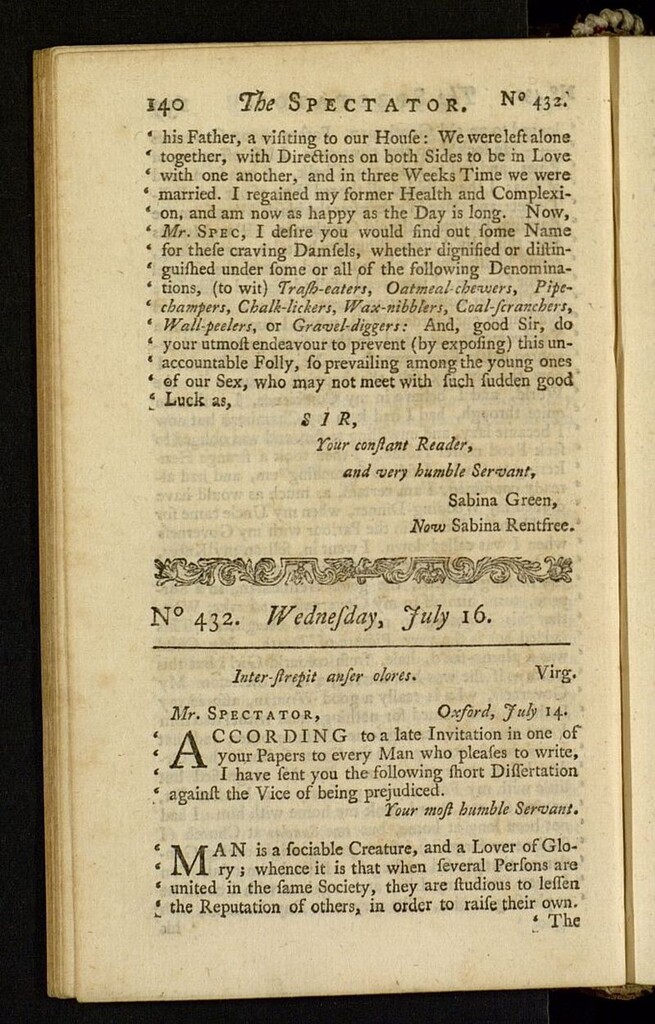 140 The SPECTATOR. Nº 432.
‘ his Father, a viſiting to our Houſe: We were left alone
‘ together, with Directions on both Sides to be in Love
‘ with one another, and in three Weeks Time we were
‘ married. I regained my former Health and Complexi-
‘ on, and am now as happy as the Day is long. Now,
‘ Mr. SPEC, I deſire you would find out ſome Name
‘ for theſe craving Damſels, whether dignified or diſtin-
‘ guiſhed under ſome or all of the following Denomina-
‘ tions, (to wit) Traſh-eaters, Oatmeal-chewers, Pipe-
‘ champers, Chalk-lickers, Wax-nibblers, Coal-ſcranchers,
‘ Wall-peelers, or Gravel-diggers: And, good Sir, do
‘ your utmoſt endeavour to prevent (by expoſing) this un-
‘ accountable Folly, ſo prevailing among the young ones
‘ of our Sex, who may not meet with ſuch ſudden good
‘ Luck as,
SIR,
Your conſtant Reader,
and very humble Servant,
Sabina Green,
Now Sabina Rentfree.
Nº 432. Wedneſday, July 16.
Inter-ſtrepit anſer olores. Virg.
Mr. SPECTATOR, Oxford, July 14.
‘ ACCORDING to a late Invitation in one of
‘ your Papers to every Man who pleaſes to write,
‘ I have ſent you the following ſhort Diſſertation
‘ againſt the Vice of being prejudiced.
Your moſt humble Servant.
‘ MAN is a ſociable Creature, and a Lover of Glo-
‘ ry; whence it is that when ſeveral Perſons are
‘ united in the ſame Society, they are ſtudious to leſſen
‘ the Reputation of others, in order to raiſe their own.
‘ The